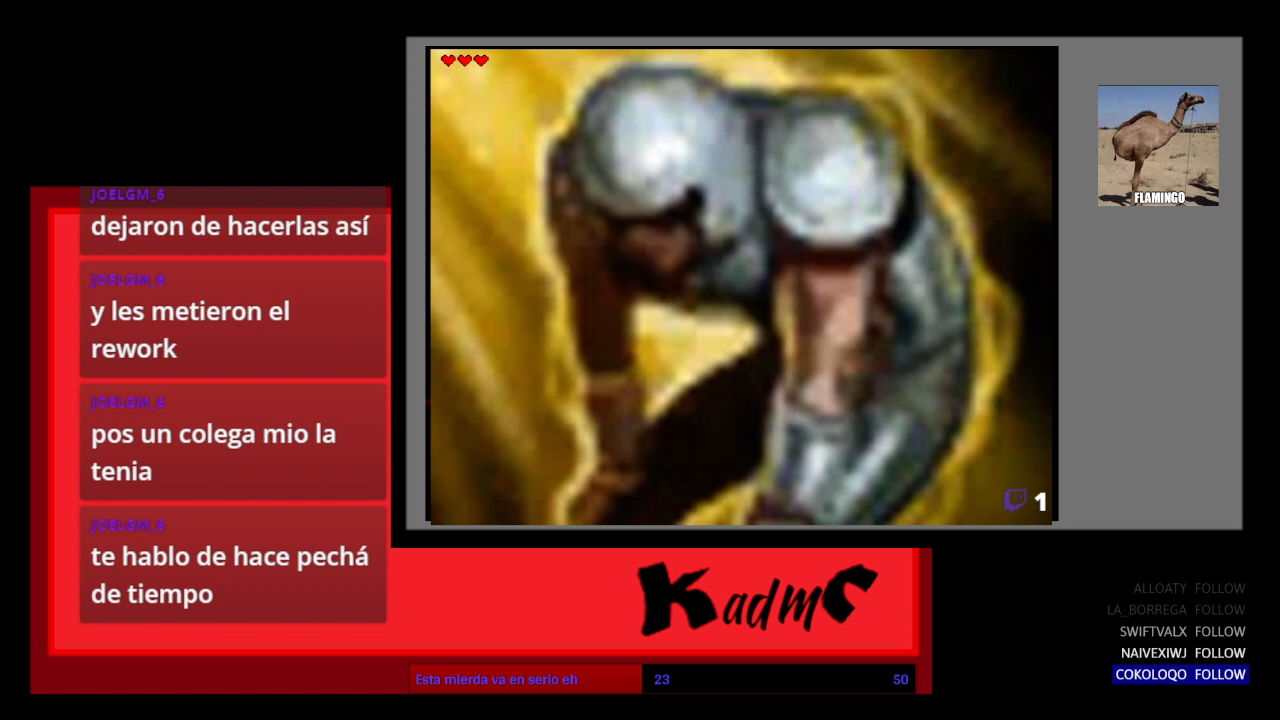 JOELGM_6
dejaron de hacerlas así
JOELGM_6
y les metieron el
rework
JOELGM_6
pos un colega mio la
tenia
JOELGM_6
te hablo de hace pechá
de tiempo
FLAMINGO
1
Kadmc
Esta mierda va en serio eh 23 50
ALLOATY FOLLOW
LA_BORREGA FOLLOW
SWIFTVALX FOLLOW
NAIVEXIWJ FOLLOW
COKOLOQO FOLLOW